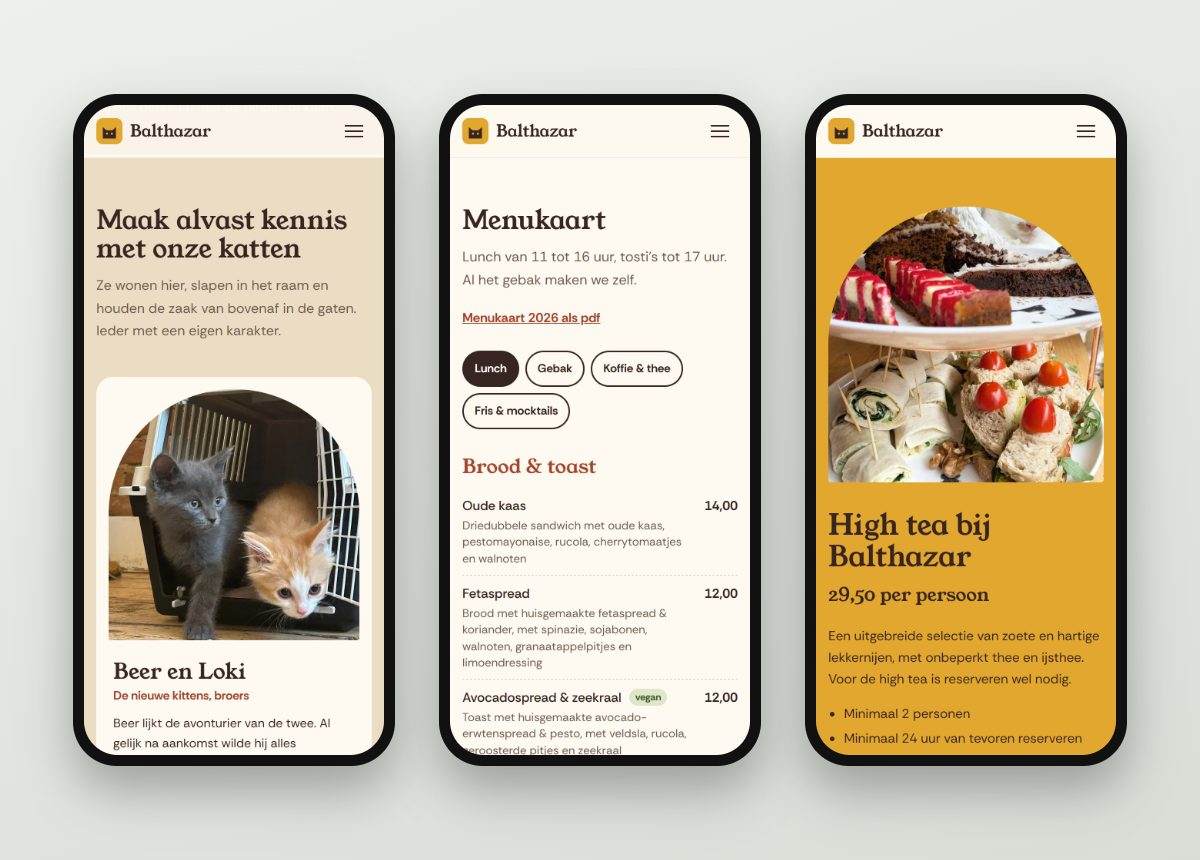 Balthazar
Maak alvast kennis
met onze katten
Ze wonen hier, slapen in het raam en
houden de zaak van bovenaf in de gaten.
Ieder met een eigen karakter.
Beer en Loki
De nieuwe kittens, broers
Beer lijkt de avonturier van de twee. Al
gelijk na aankomst wilde hij alles
Balthazar
Menukaart
Lunch van 11 tot 16 uur, tosti's tot 17 uur.
Al het gebak maken we zelf.
Menukaart 2026 als pdf
Lunch
Gebak
Koffie & thee
Fris & mocktails
Brood & toast
Oude kaas 14,00
Driedubbele sandwich met oude kaas,
pestomayonaise, rucola, cherrytomaatjes
en walnoten
Fetaspread 12,00
Brood met huisgemaakte fetaspread &
koriander, met spinazie, sojabonen,
walnoten, granaatappelpitjes en
limoendressing
Avocadospread & zeekraal vegan 12,00
Toast met huisgemaakte avocado-
erwtenspread & pesto, met veldsla, rucola,
geroosterde pitjes en zeekraal
Balthazar
High tea bij
Balthazar
29,50 per persoon
Een uitgebreide selectie van zoete en hartige
lekkernijen, met onbeperkt thee en ijsthee.
Voor de high tea is reserveren wel nodig.
• Minimaal 2 personen
• Minimaal 24 uur van tevoren reserveren